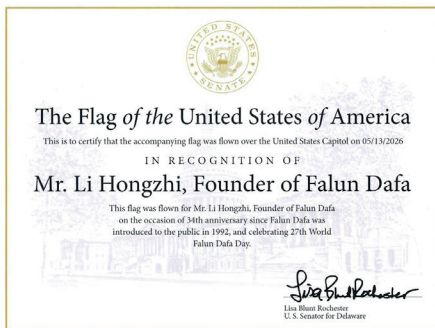 UNITED STATES
SENATE
The Flag of the United States of America
This is to certify that the accompanying flag was flown over the United States Capitol on 05/13/2026
IN RECOGNITION OF
Mr. Li Hongzhi, Founder of Falun Dafa
This flag was flown for Mr. Li Hongzhi, Founder of Falun Dafa
on the occasion of 34th anniversary since Falun Dafa was
introduced to the public in 1992, and celebrating 27th World
Falun Dafa Day.
Lisa Blunt Rochester
Lisa Blunt Rochester
U. S. Senator for Delaware